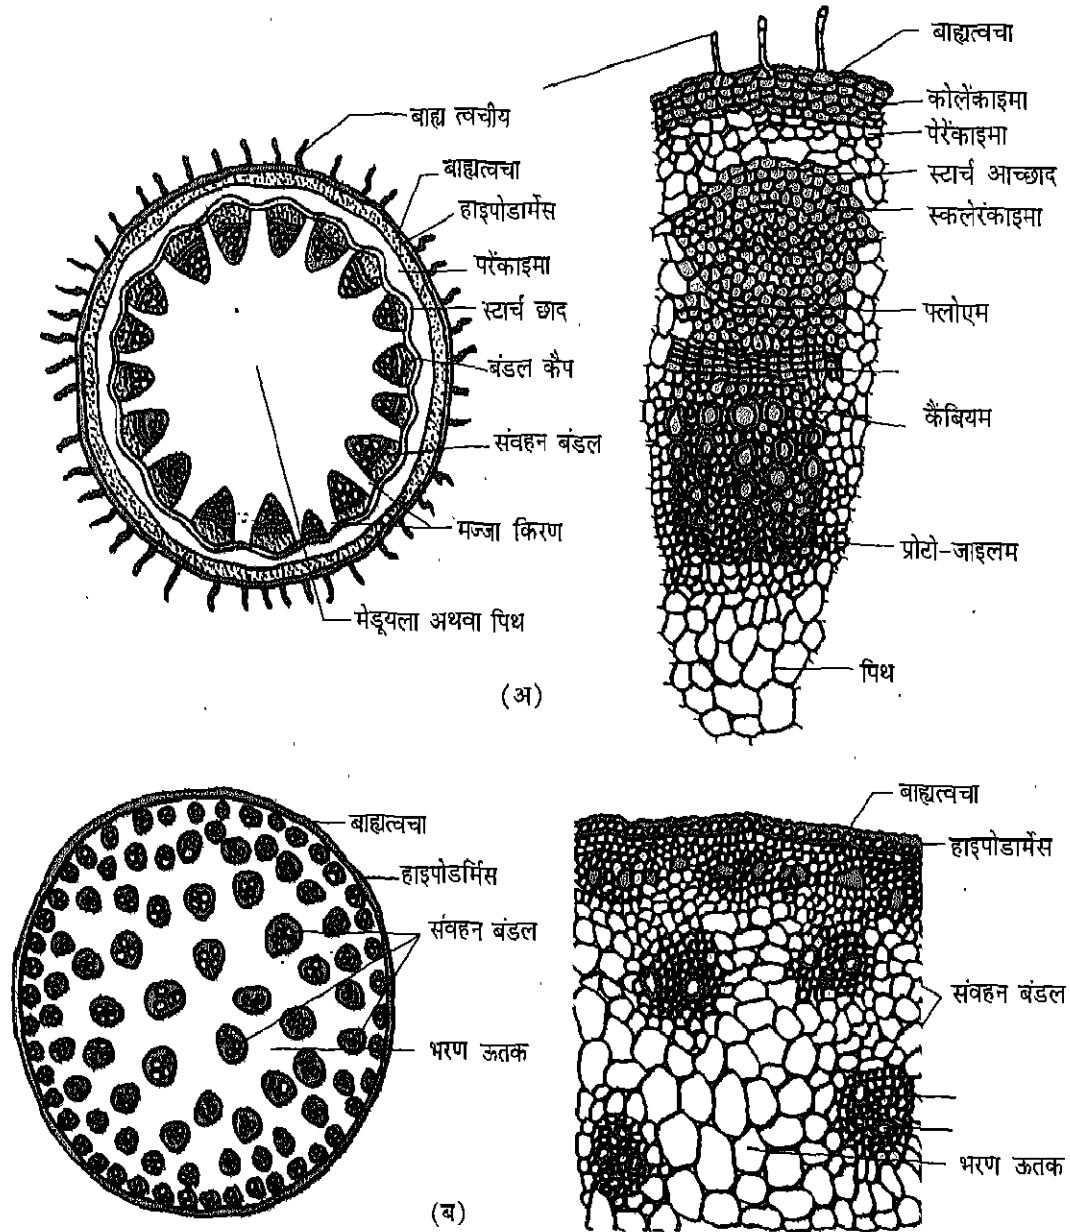 बाह्य त्वचीय
बाह्यत्वचा
हाइपोडार्मेस
परेंकाइमा
स्टार्च छाद
बंडल कैप
संवहन बंडल
मज्जा किरण
मेडूयला अथवा पिथ
बाह्यत्वचा
कोलेंकाइमा
पेरेंकाइमा
स्टार्च आच्छाद
स्कलेरंकाइमा
फ्लोएम
कैंबियम
प्रोटो-जाइलम
पिथ
(अ)
बाह्यत्वचा
हाइपोडर्मिस
संवहन बंडल
भरण ऊतक
बाह्यत्वचा
हाइपोडार्मेस
संवहन बंडल
भरण ऊतक
(ब)